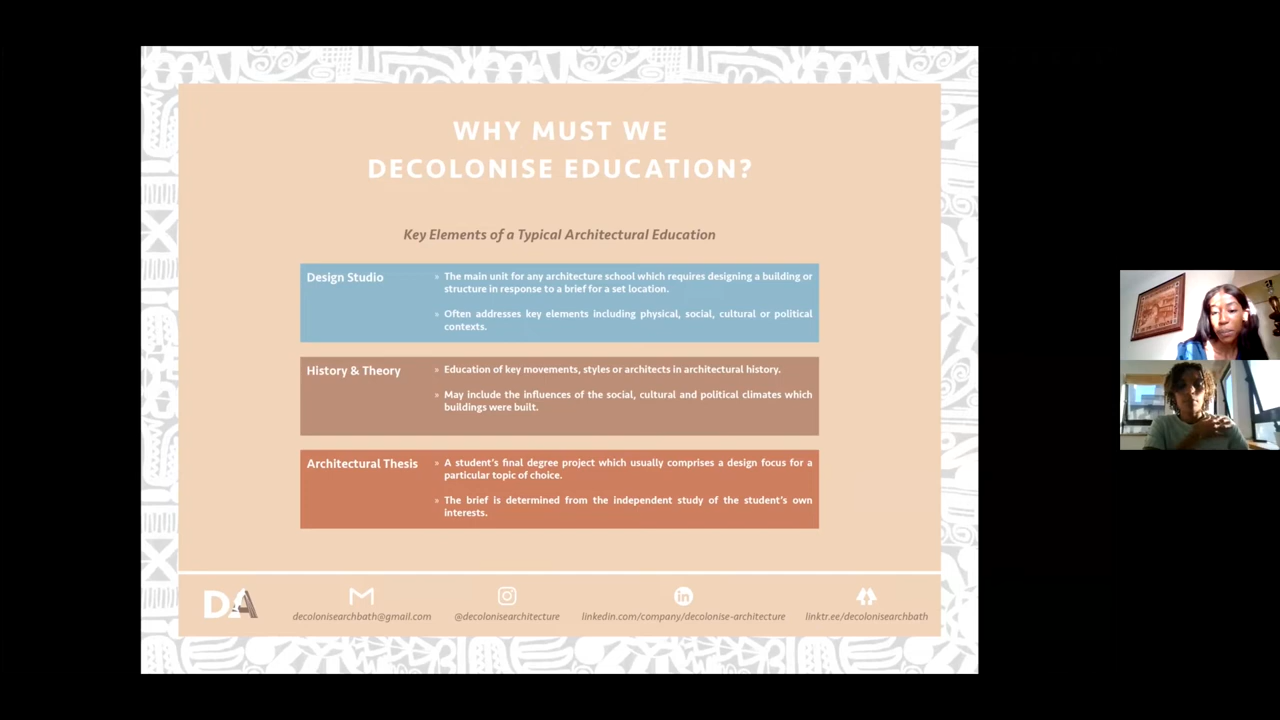 WHY MUST WE
DECOLONISE EDUCATION?
Key Elements of a Typical Architectural Education
Design Studio
» The main unit for any architecture school which requires designing a building or
structure in response to a brief for a set location.
» Often addresses key elements including physical, social, cultural or political
contexts.
History & Theory
» Education of key movements, styles or architects in architectural history.
» May include the influences of the social, cultural and political climates which
buildings were built.
Architectural Thesis
» A student's final degree project which usually comprises a design focus for a
particular topic of choice.
» The brief is determined from the independent study of the student's own
interests.
DA
decolonisearchbath@gmail.com
@decolonisearchitecture
linkedin.com/company/decolonise-architecture
linktr.ee/decolonisearchbath